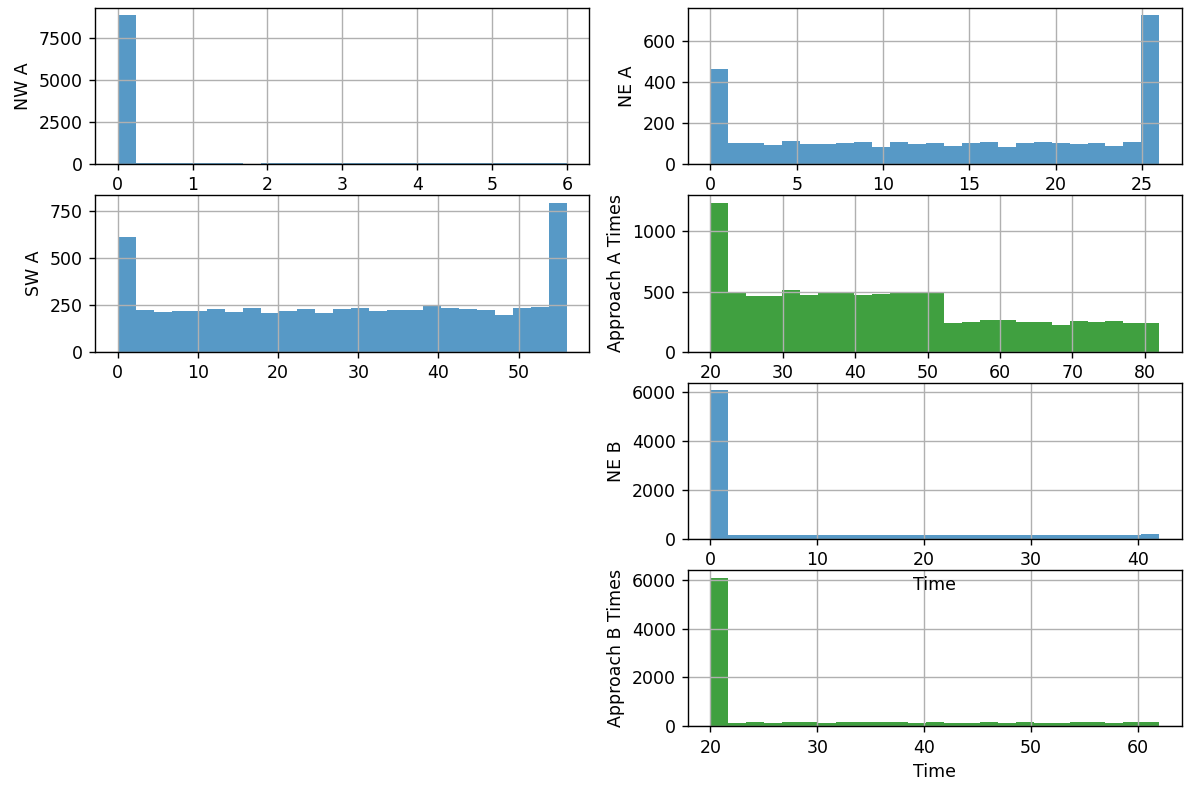 NW A
7500
5000
2500
0
0 1 2 3 4 5 6
NE A
600
400
200
0
0 5 10 15 20 25
SW A
750
500
250
0
0 10 20 30 40 50
Approach A Times
1000
500
0
20 30 40 50 60 70 80
NE B
6000
4000
2000
0
0 10 20 30 40
Time
Approach B Times
6000
4000
2000
0
20 30 40 50 60
Time